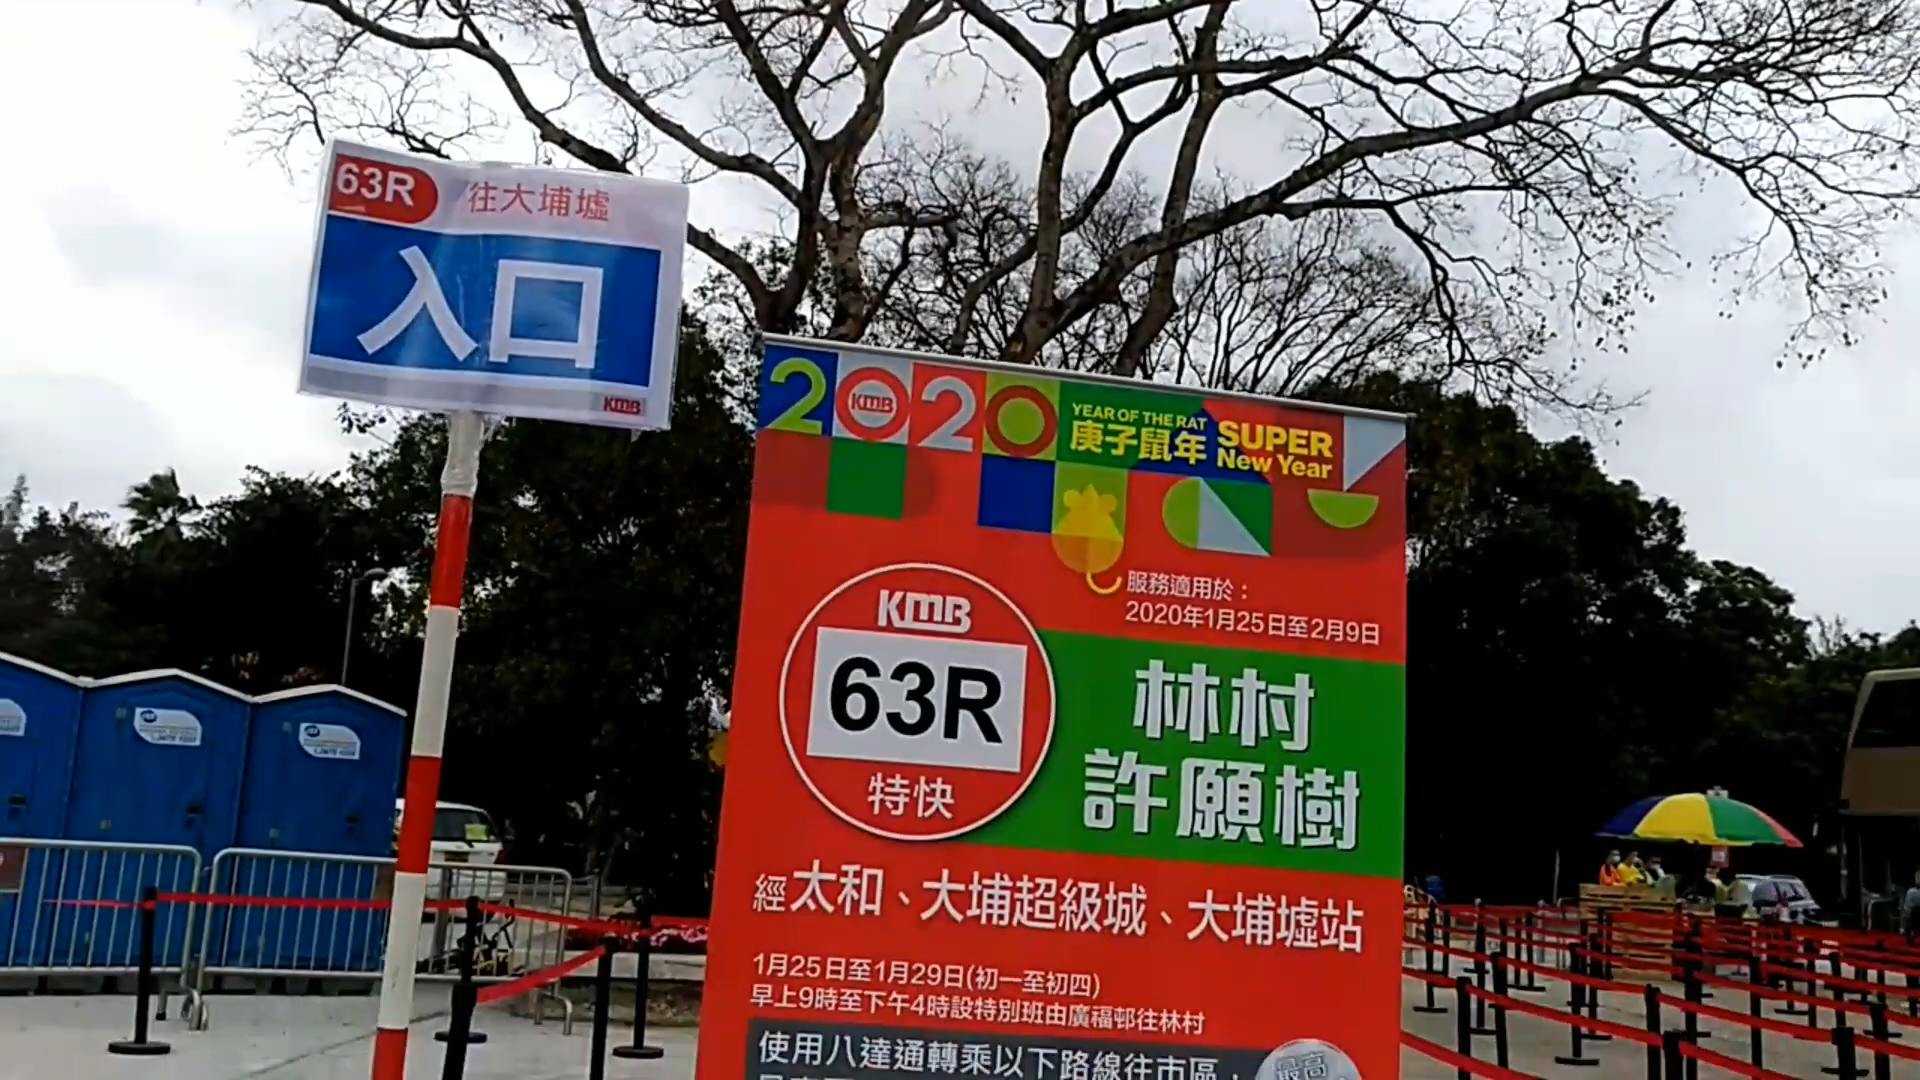 63R 往大埔墟
入口
KMB
2020
KMB
YEAR OF THE RAT
庚子鼠年
SUPER
New Year
服務適用於：
2020年1月25日至2月9日
KMB
63R
特快
林村
許願樹
經太和、大埔超級城、大埔墟站
1月25日至1月29日(初一至初四)
早上9時至下午4時設特別班由廣福邨往林村
使用八達通轉乘以下路線往市區，
最高